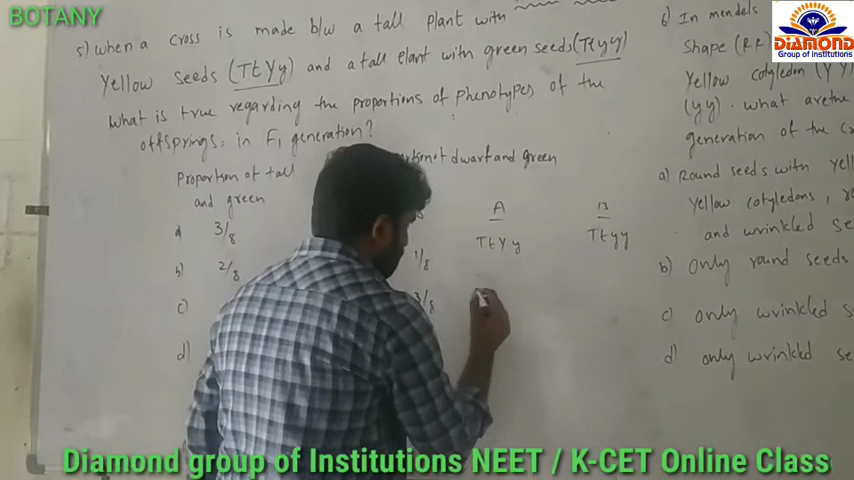 BOTANY
5) when a cross is made b/w a tall plant with
Yellow seeds (TtYy) and a tall plant with green seeds (Ttyy)
What is true regarding the proportions of phenotypes of the
offsprings: in F1 generation?
Proportion of tall
and green
of dwarf and green
a 3/8
b) 2/8 1/8
c) 3/8
d)
A B
TtYy Ttyy
6) In mendels
Shape (RR)
Yellow cotyledon (YY)
(yy). what are the
generation of the
a) Round seeds with
Yellow cotyledons,
and wrinkled
b) Only round seeds
c) only wrinkled
d) only wrinkled
DIAMOND
Group of Institutions
Diamond group of Institutions NEET / K-CET Online Class